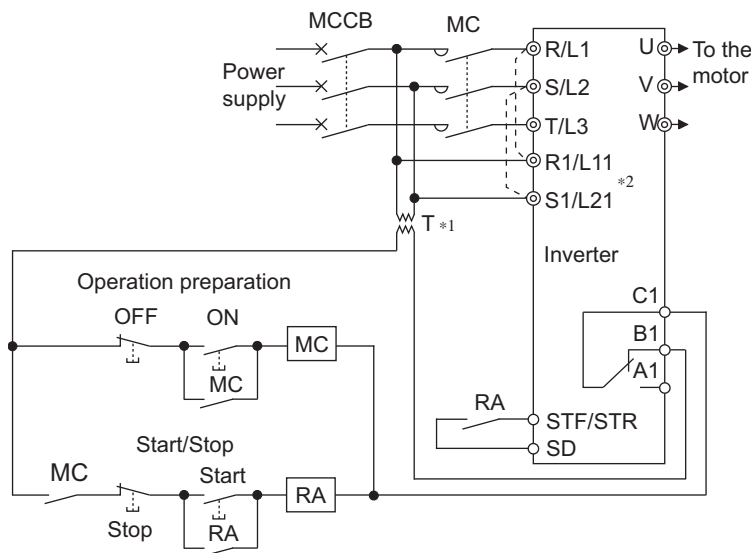 MCCB
MC
R/L1
U
To the
motor
Power
supply
S/L2
V
T/L3
W
R1/L11
*2
S1/L21
T *1
Inverter
Operation preparation
C1
OFF
ON
MC
B1
MC
A1
RA
STF/STR
SD
Start/Stop
MC
Start
RA
Stop
RA